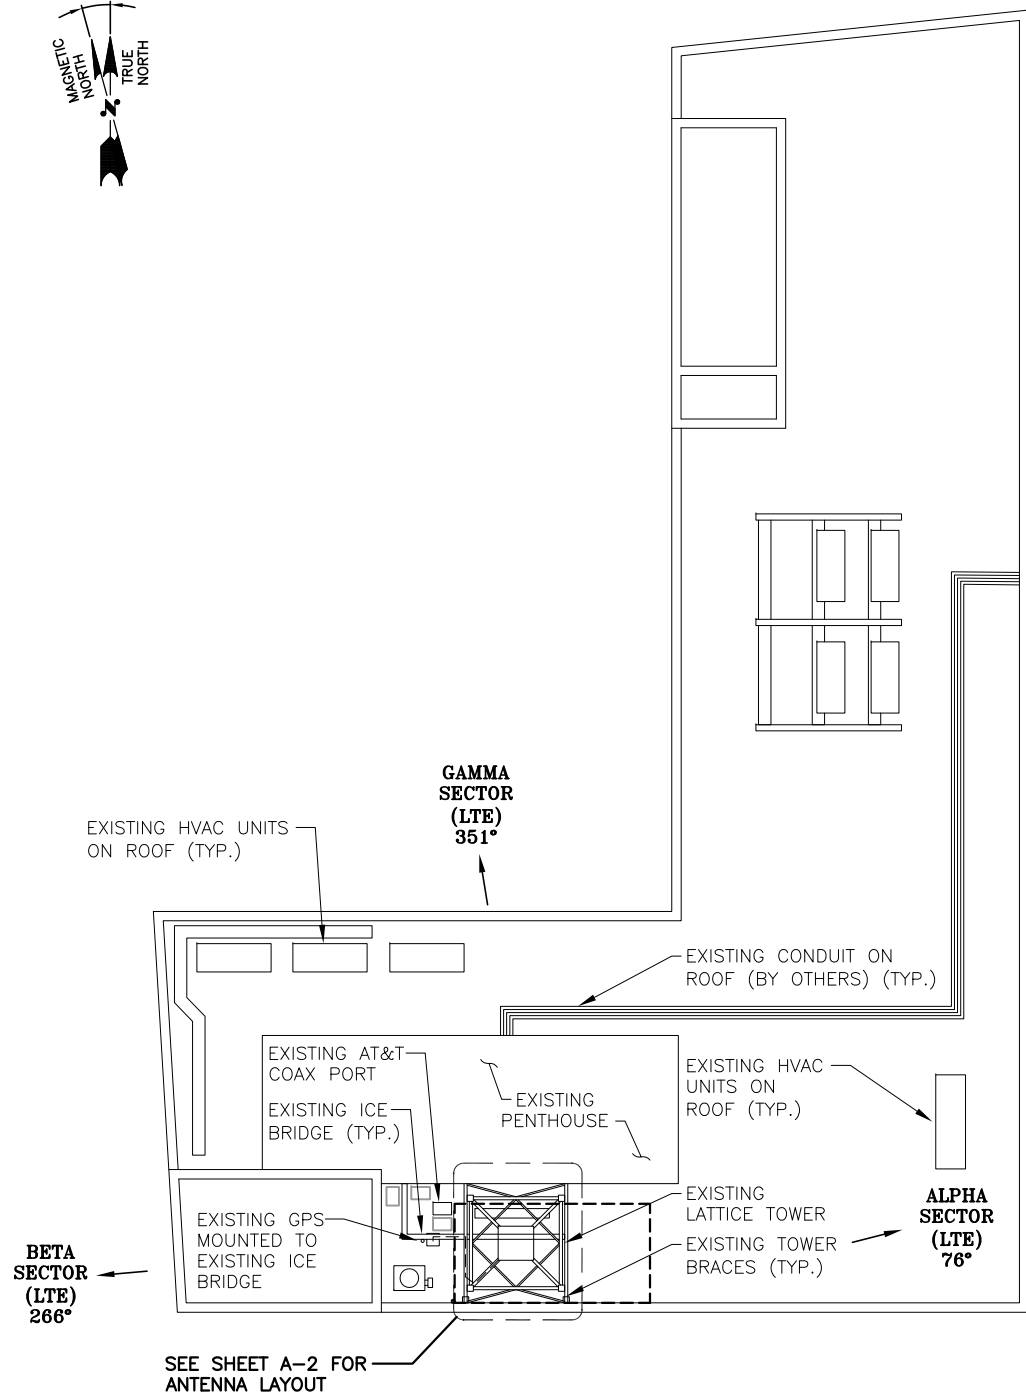 MAGNETIC
NORTH
TRUE
NORTH
N
GAMMA
SECTOR
(LTE)
351°
EXISTING HVAC UNITS
ON ROOF (TYP.)
EXISTING CONDUIT ON
ROOF (BY OTHERS) (TYP.)
EXISTING AT&T
COAX PORT
EXISTING ICE
BRIDGE (TYP.)
EXISTING
PENTHOUSE
EXISTING HVAC
UNITS ON
ROOF (TYP.)
EXISTING GPS
MOUNTED TO
EXISTING ICE
BRIDGE
EXISTING
LATTICE TOWER
EXISTING TOWER
BRACES (TYP.)
ALPHA
SECTOR
(LTE)
76°
BETA
SECTOR
(LTE)
266°
SEE SHEET A-2 FOR
ANTENNA LAYOUT